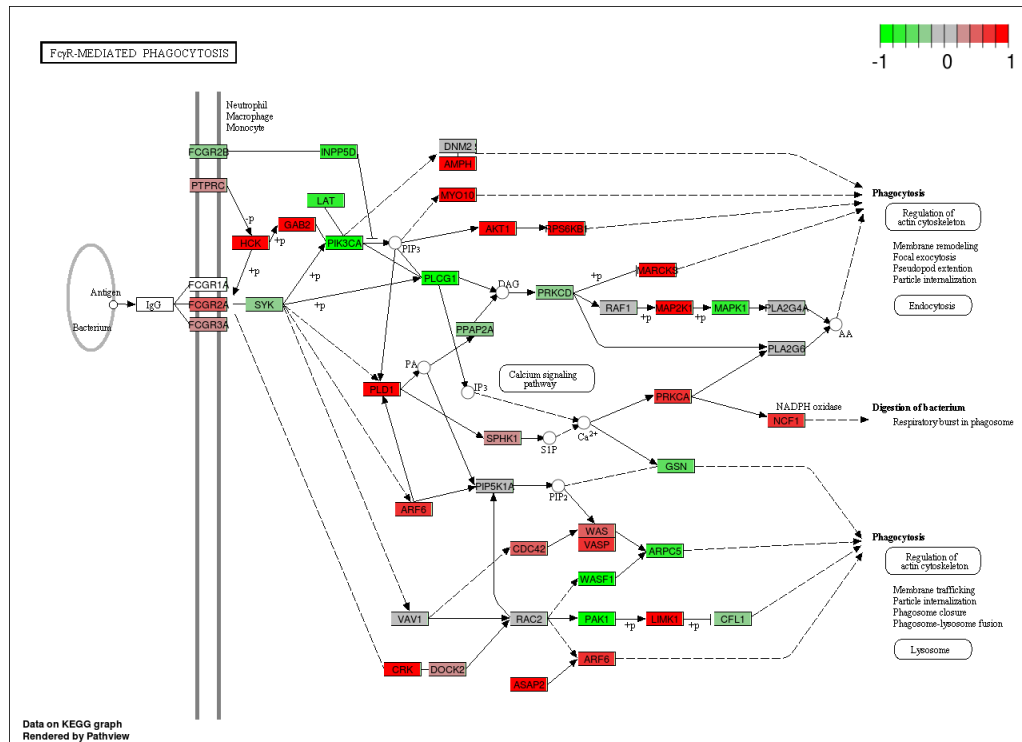 FcγR-MEDIATED PHAGOCYTOSIS
-1 0 1
Neutrophil
Macrophage
Monocyte
FCGR2B
INPP5D
DNM2
AMPH
PTPRC
LAT
MYO10
Phagocytosis
Regulation of
actin cytoskeleton
-p
GAB2
AKT1
RPS6KB1
HCK
+p
PIK3CA
PIP3
Membrane remodeling
Focal exocytosis
Pseudopod extention
Particle internalization
+p
PLCG1
+p
MARCKS
FCGR1A
DAG
PRKCD
Antigen
IgG
FCGR2A
SYK
+p
+p
RAF1
+p
MAP2K1
+p
MAPK1
PLA2G4A
Endocytosis
Bacterium
FCGR3A
PPAP2A
AA
PLA2G6
PA
Calcium signaling
pathway
PLD1
IP3
PRKCA
NADPH oxidase
Digestion of bacterium
NCF1
Respiratory burst in phagosome
SPHK1
S1P
Ca2+
GSN
PIP5K1A
PIP2
ARF6
WAS
VASP
Phagocytosis
CDC42
ARPC5
Regulation of
actin cytoskeleton
WASF1
Membrane trafficking
Particle internalization
Phagosome closure
Phagosome-lysosome fusion
VAV1
RAC2
PAK1
+p
LIMK1
+p
CFL1
Lysosome
ARF6
CRK
DOCK2
ASAP2
Data on KEGG graph
Rendered by Pathview